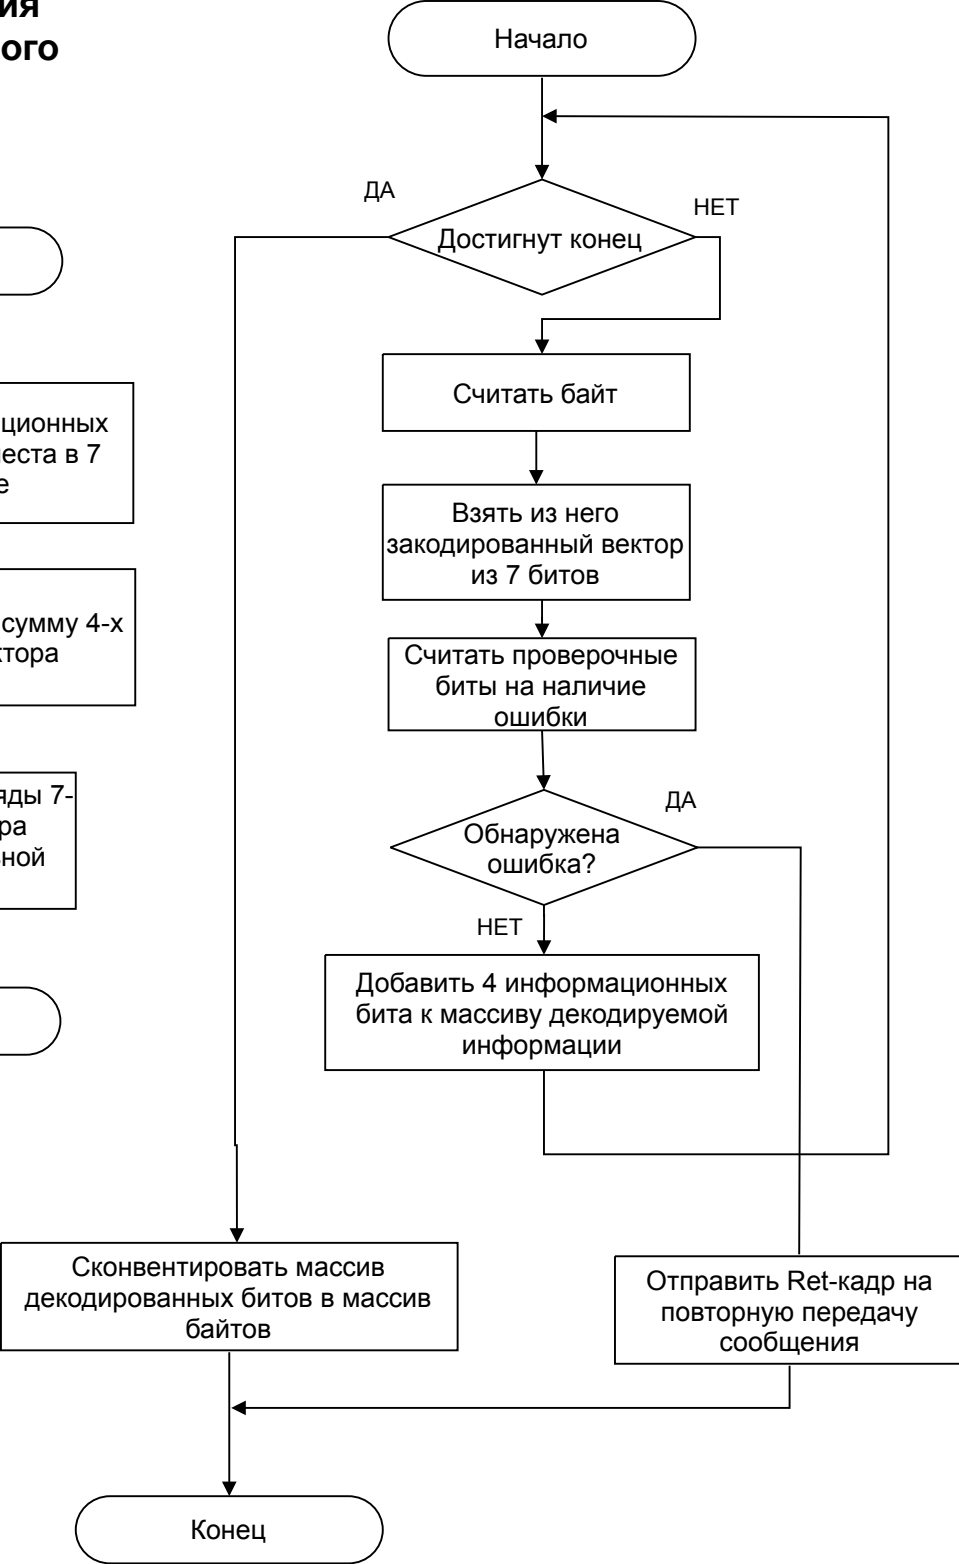 ия
ого
Начало
ДА
НЕТ
Достигнут конец
Считать байт
ционных
еста в 7
е
Взять из него
закодированный вектор
из 7 битов
сумму 4-х
ктора
Считать проверочные
биты на наличие
ошибки
яды 7-
ра
ной
ДА
Обнаружена
ошибка?
НЕТ
Добавить 4 информационных
бита к массиву декодируемой
информации
Сконвентировать массив
декодированных битов в массив
байтов
Отправить Ret-кадр на
повторную передачу
сообщения
Конец